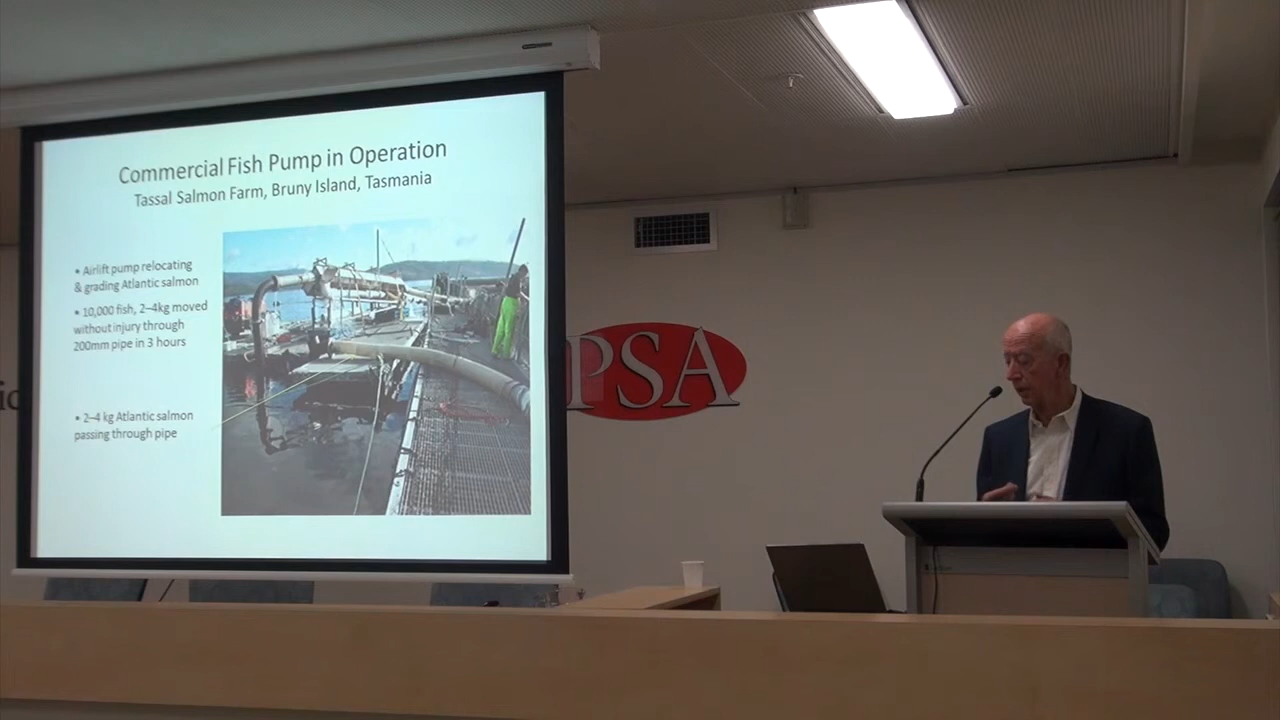 Commercial Fish Pump in Operation
Tassal Salmon Farm, Bruny Island, Tasmania
• Airlift pump relocating
& grading Atlantic salmon
• 10,000 fish, 2–4kg moved
without injury through
200mm pipe in 3 hours
• 2–4 kg Atlantic salmon
passing through pipe
PSA